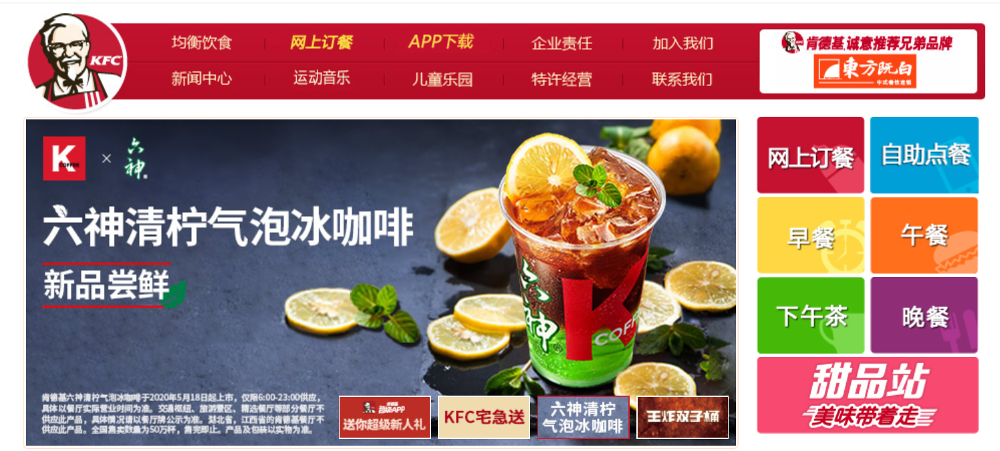 KFC
均衡饮食
网上订餐
APP下载
企业责任
加入我们
新闻中心
运动音乐
儿童乐园
特许经营
联系我们
肯德基,诚意推荐兄弟品牌
東方既白
中式餐饮连锁
K
COFFEE
×
六神
六神清柠气泡冰咖啡
新品尝鲜
六神®
K
COFF
肯德基六神清柠气泡冰咖啡于2020年5月18日起上市，仅限6:00-23:00供应，
具体以餐厅实际营业时间为准。交通枢纽、旅游景区、精选餐厅等部分餐厅不
供应此产品，具体情况请以餐厅牌公示为准。湖北省，江西省的肯德基餐厅不
供应此产品。全国售卖数量为50万杯，售完即止。产品及包装以实物为准。
肯德基
超级APP
送你超级新人礼
KFC宅急送
六神清柠
气泡冰咖啡
王炸双子桶
网上订餐
自助点餐
早餐
午餐
下午茶
晚餐
甜品站
美味带着走